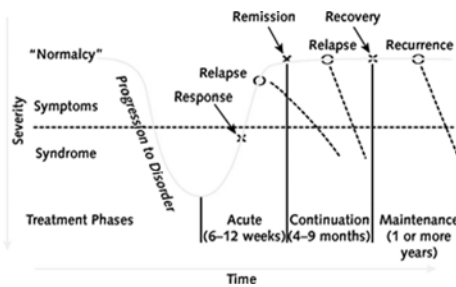 Remission
Recovery
"Normalcy"
Relapse
Relapse
Recurrence
Response
Symptoms
Severity
Syndrome
Progression to Disorder
Treatment Phases
Acute
(6–12 weeks)
Continuation
(4–9 months)
Maintenance
(1 or more
years)
Time